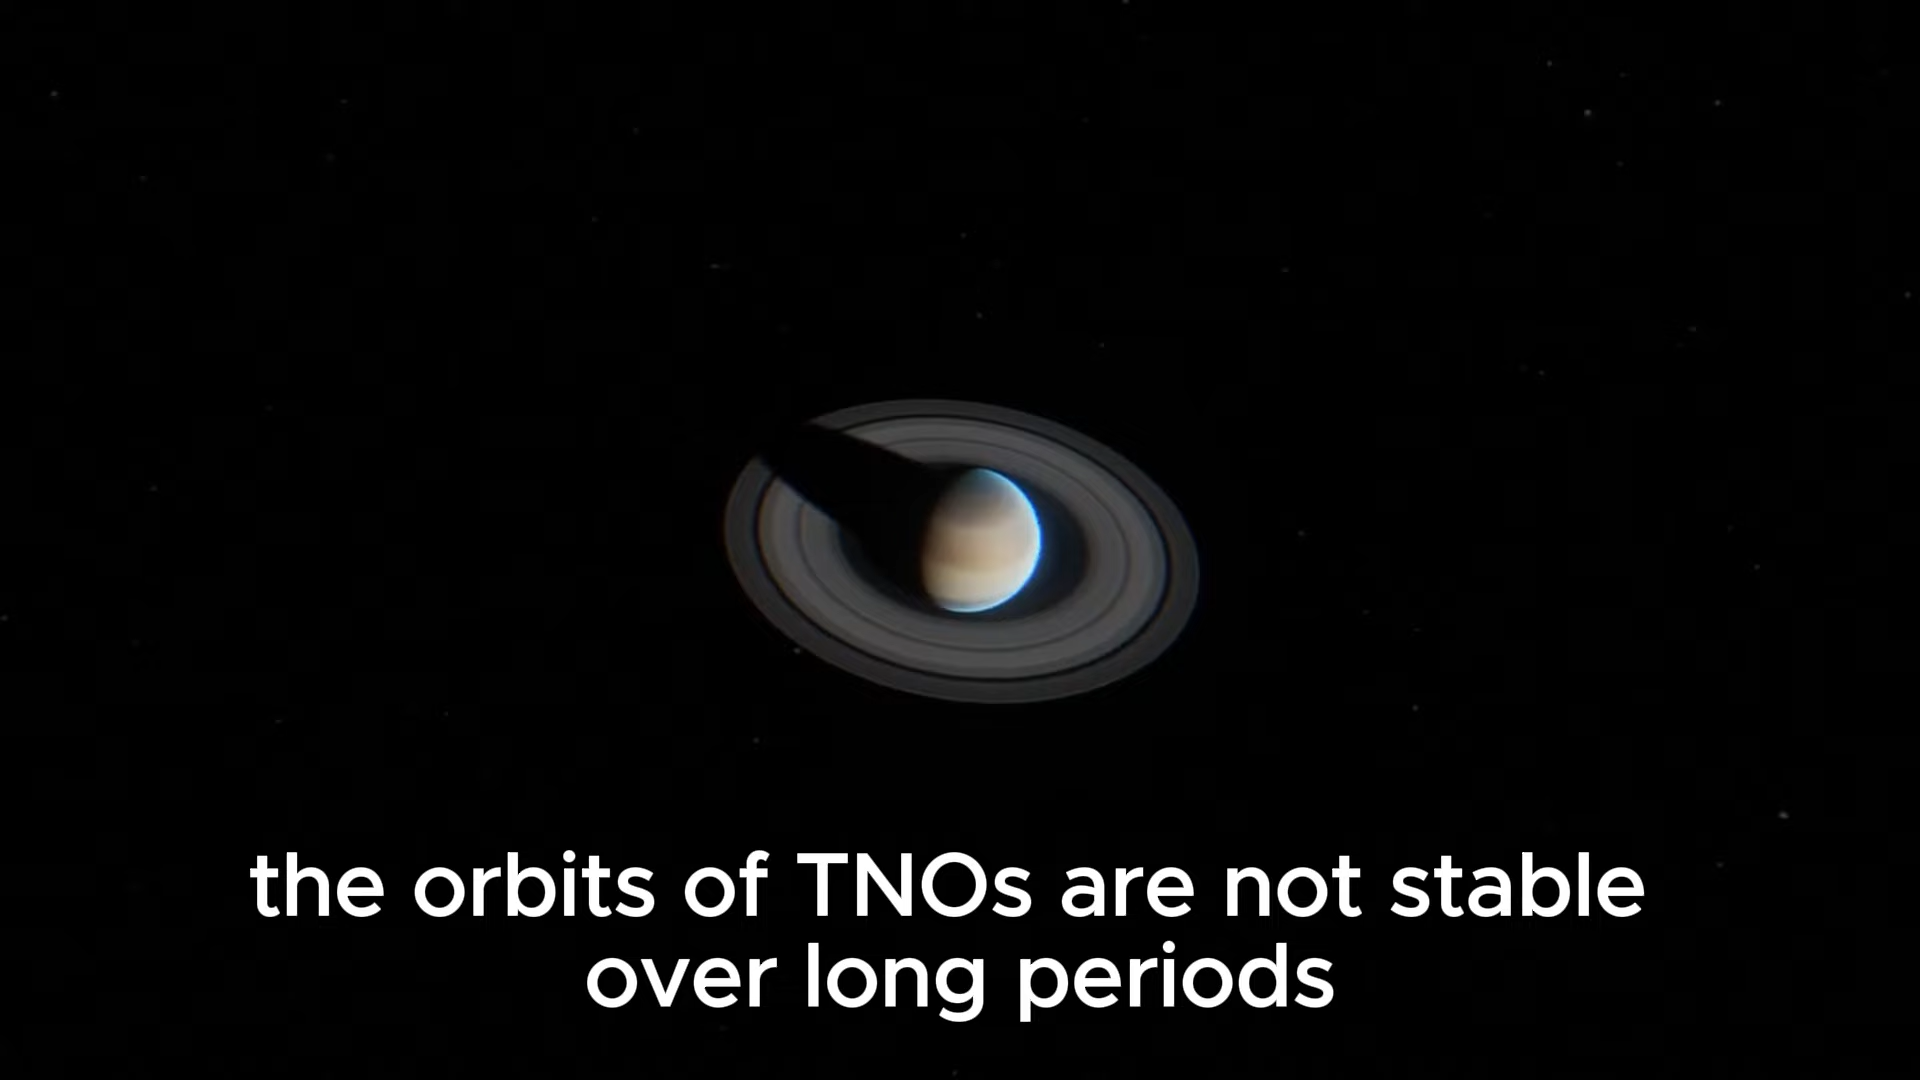 the orbits of TNOs are not stable
over long periods